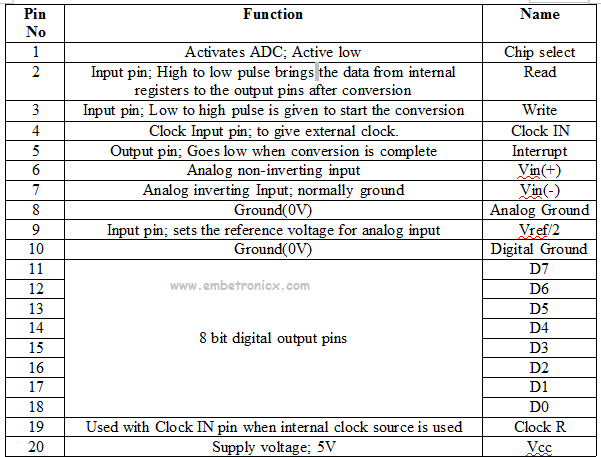 Pin No Function Name
1 Activates ADC; Active low Chip select
2 Input pin; High to low pulse brings the data from internal Read
registers to the output pins after conversion
3 Input pin; Low to high pulse is given to start the conversion Write
4 Clock Input pin; to give external clock. Clock IN
5 Output pin; Goes low when conversion is complete Interrupt
6 Analog non-inverting input Vin(+)
7 Analog inverting Input; normally ground Vin(-)
8 Ground(0V) Analog Ground
9 Input pin; sets the reference voltage for analog input Vref/2
10 Ground(0V) Digital Ground
11 D7
12 www.embetronicx.com D6
13 D5
14 8 bit digital output pins D4
15 D3
16 D2
17 D1
18 D0
19 Used with Clock IN pin when internal clock source is used Clock R
20 Supply voltage; 5V Vcc